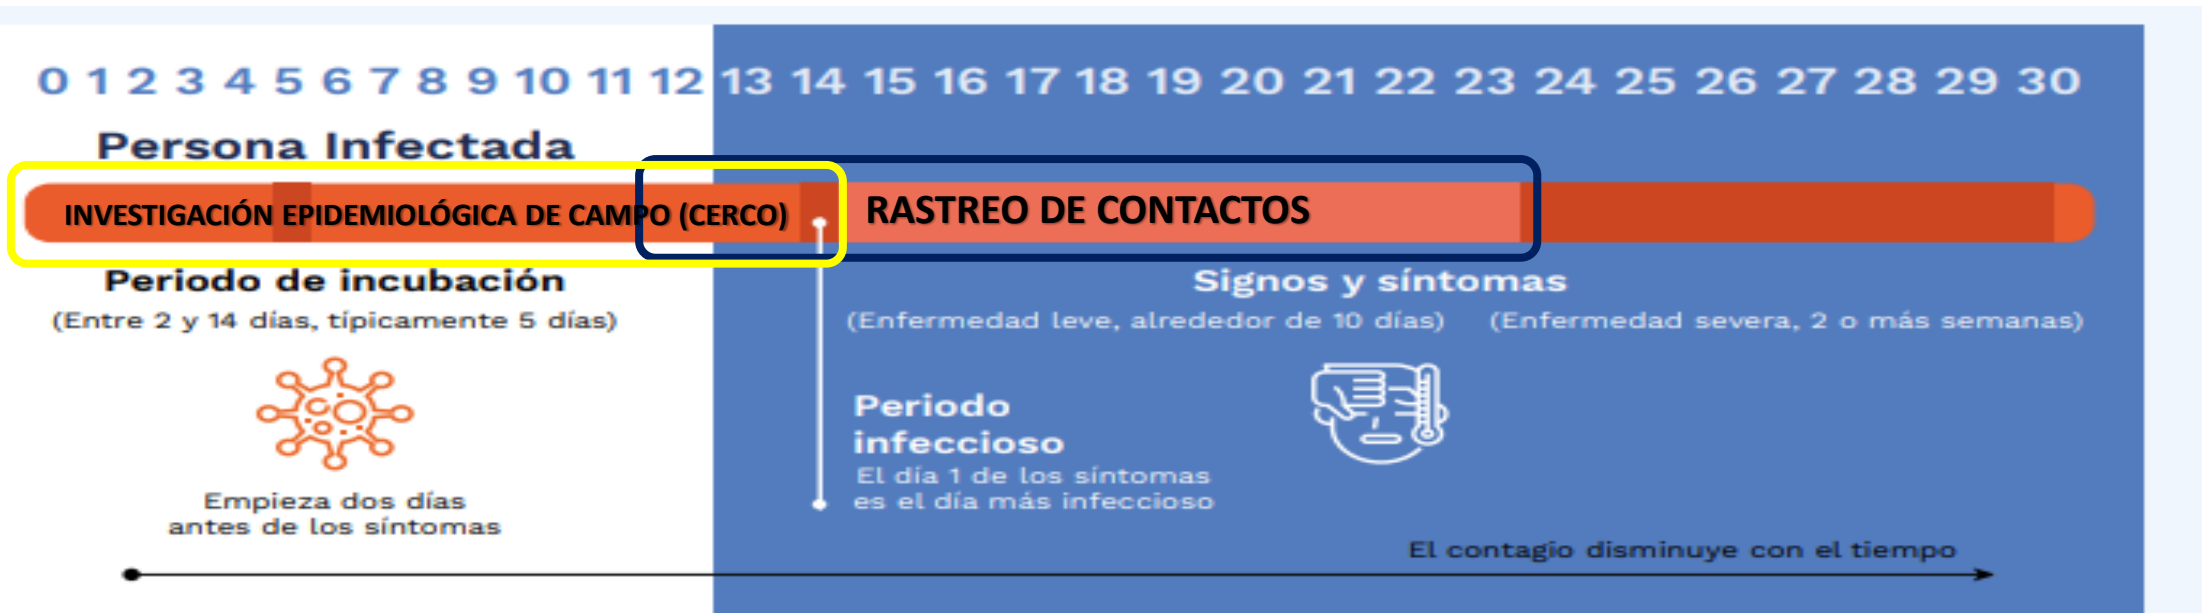 0 1 2 3 4 5 6 7 8 9 10 11 12 13 14 15 16 17 18 19 20 21 22 23 24 25 26 27 28 29 30
Persona Infectada
INVESTIGACIÓN EPIDEMIOLÓGICA DE CAMPO (CERCO)
RASTREO DE CONTACTOS
Periodo de incubación
(Entre 2 y 14 días, típicamente 5 días)
Signos y síntomas
(Enfermedad leve, alrededor de 10 días) (Enfermedad severa, 2 o más semanas)
Periodo
infeccioso
El día 1 de los síntomas
es el día más infeccioso
Empieza dos días
antes de los síntomas
El contagio disminuye con el tiempo